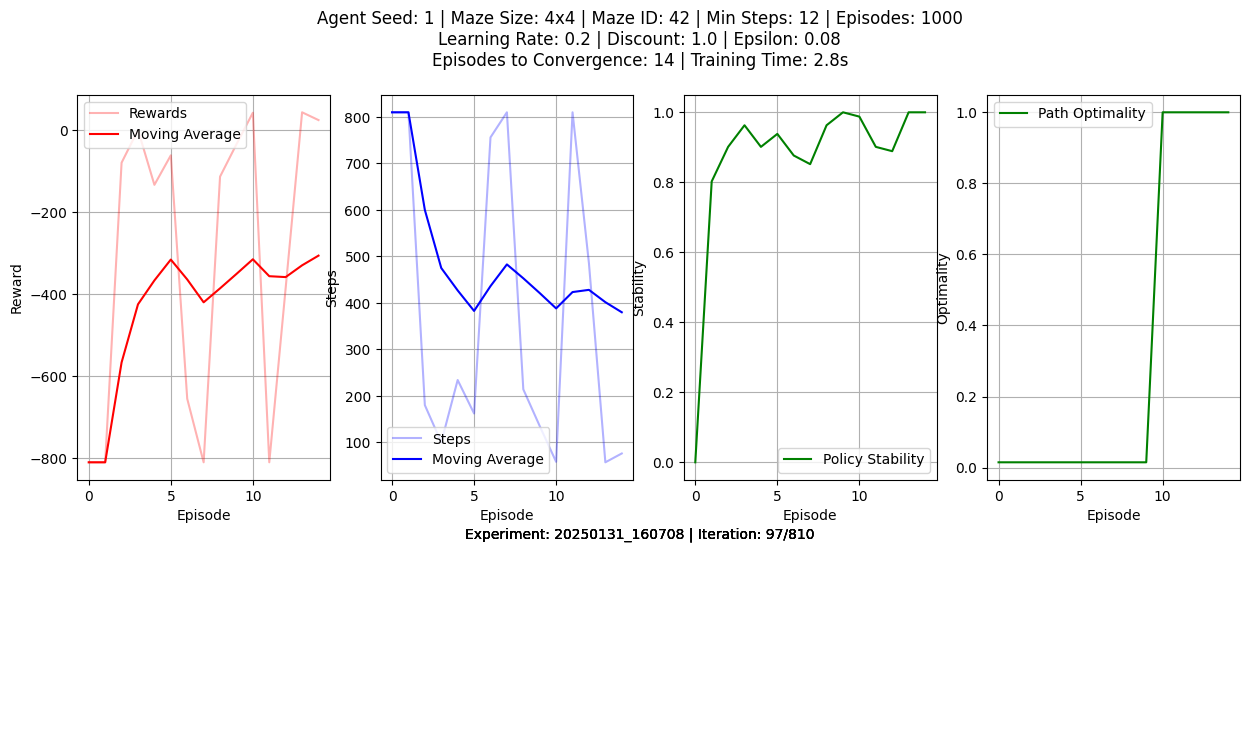 Agent Seed: 1 | Maze Size: 4x4 | Maze ID: 42 | Min Steps: 12 | Episodes: 1000
Learning Rate: 0.2 | Discount: 1.0 | Epsilon: 0.08
Episodes to Convergence: 14 | Training Time: 2.8s
Rewards
Moving Average
0
−200
−400
−600
−800
Reward
0
5
10
Episode
800
700
600
500
400
300
200
100
Steps
Steps
Moving Average
0
5
10
Episode
1.0
0.8
0.6
0.4
0.2
0.0
Stability
Policy Stability
0
5
10
Episode
Path Optimality
1.0
0.8
0.6
0.4
0.2
0.0
Optimality
0
5
10
Episode
Experiment: 20250131_160708 | Iteration: 97/810